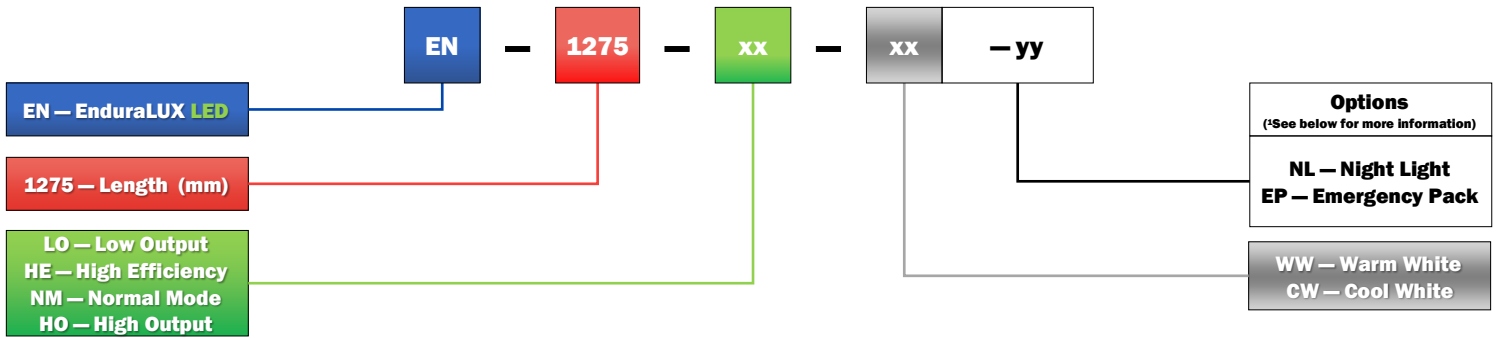 EN – 1275 – xx – xx – yy
EN – EnduraLUX LED
1275 – Length (mm)
LO – Low Output
HE – High Efficiency
NM – Normal Mode
HO – High Output
Options
(¹See below for more information)
NL – Night Light
EP – Emergency Pack
WW – Warm White
CW – Cool White